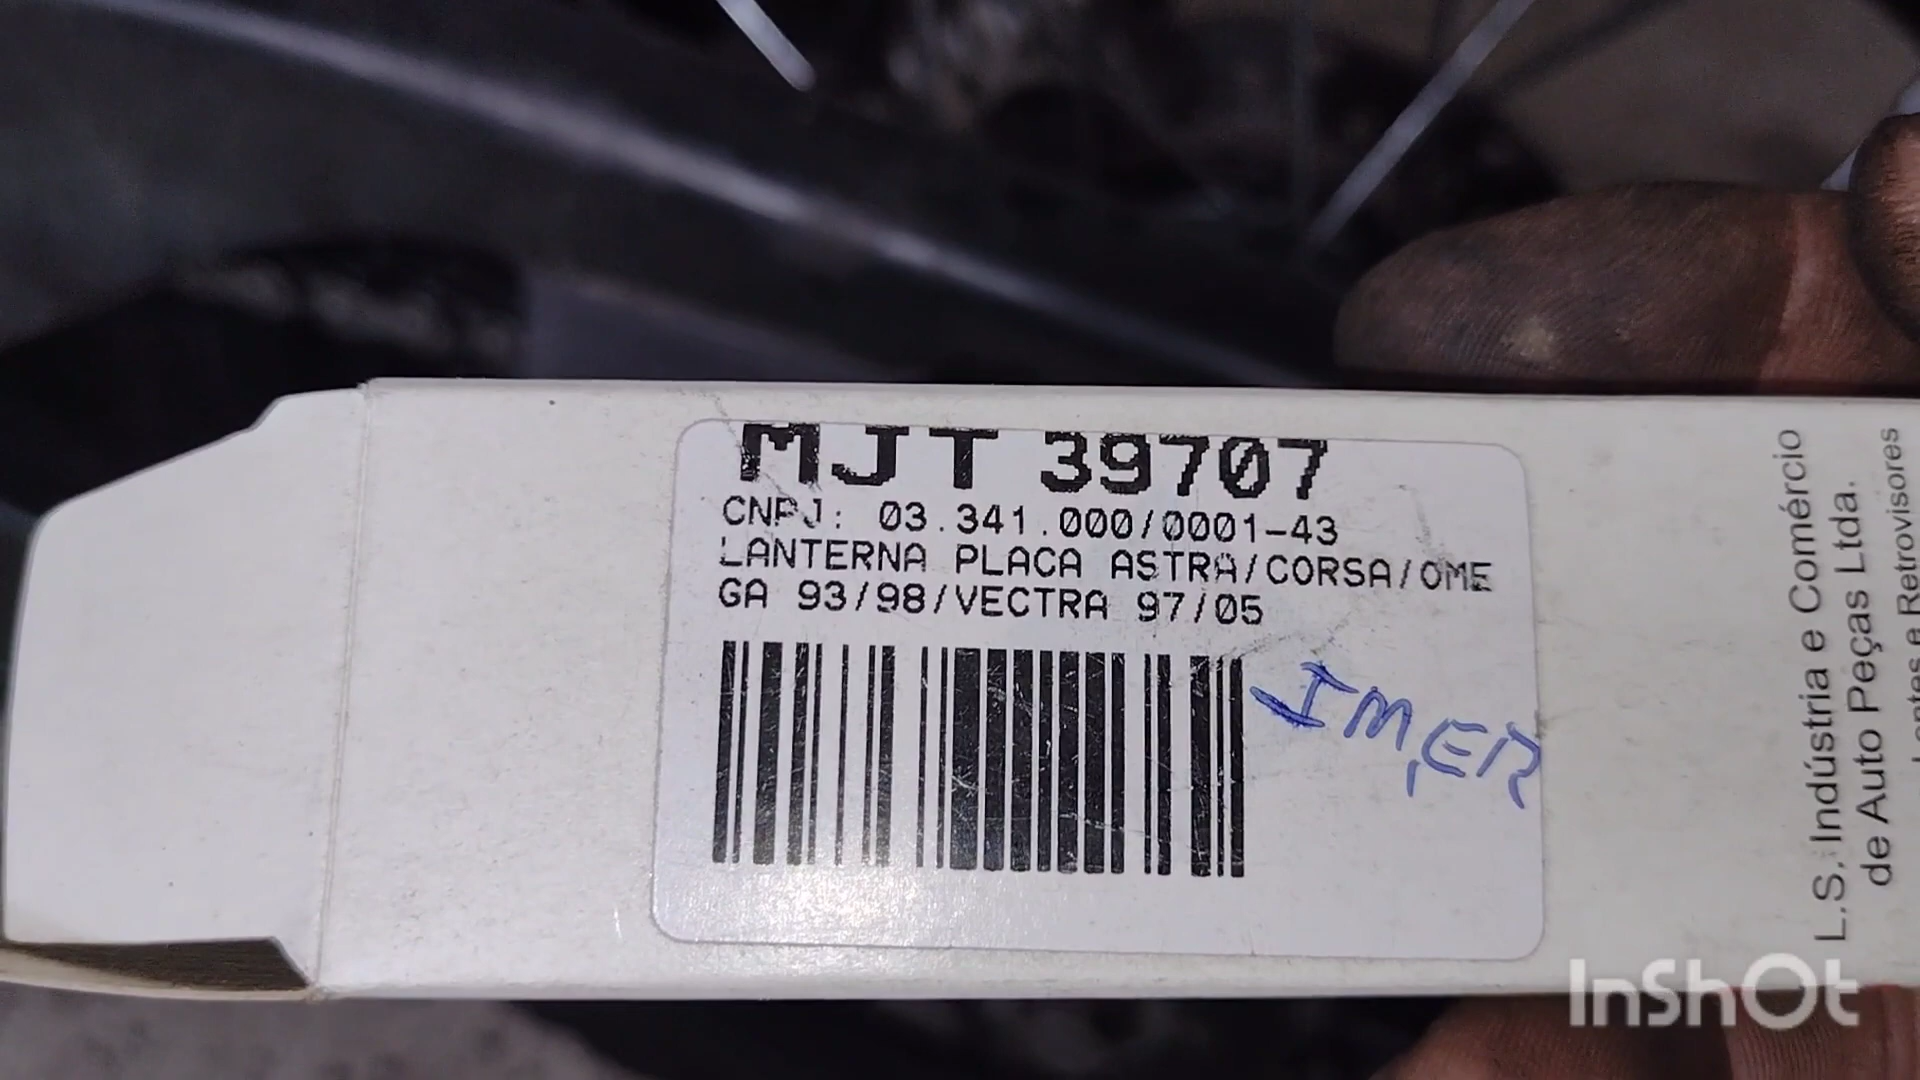 MJT 39707
CNPJ: 03.341.000/0001-43
LANTERNA PLACA ASTRA/CORSA/OME
GA 93/98/VECTRA 97/05
IMER
L.S. Indústria e Comércio
de Auto Peças Ltda.
Lentes e Retrovisores
InShOt